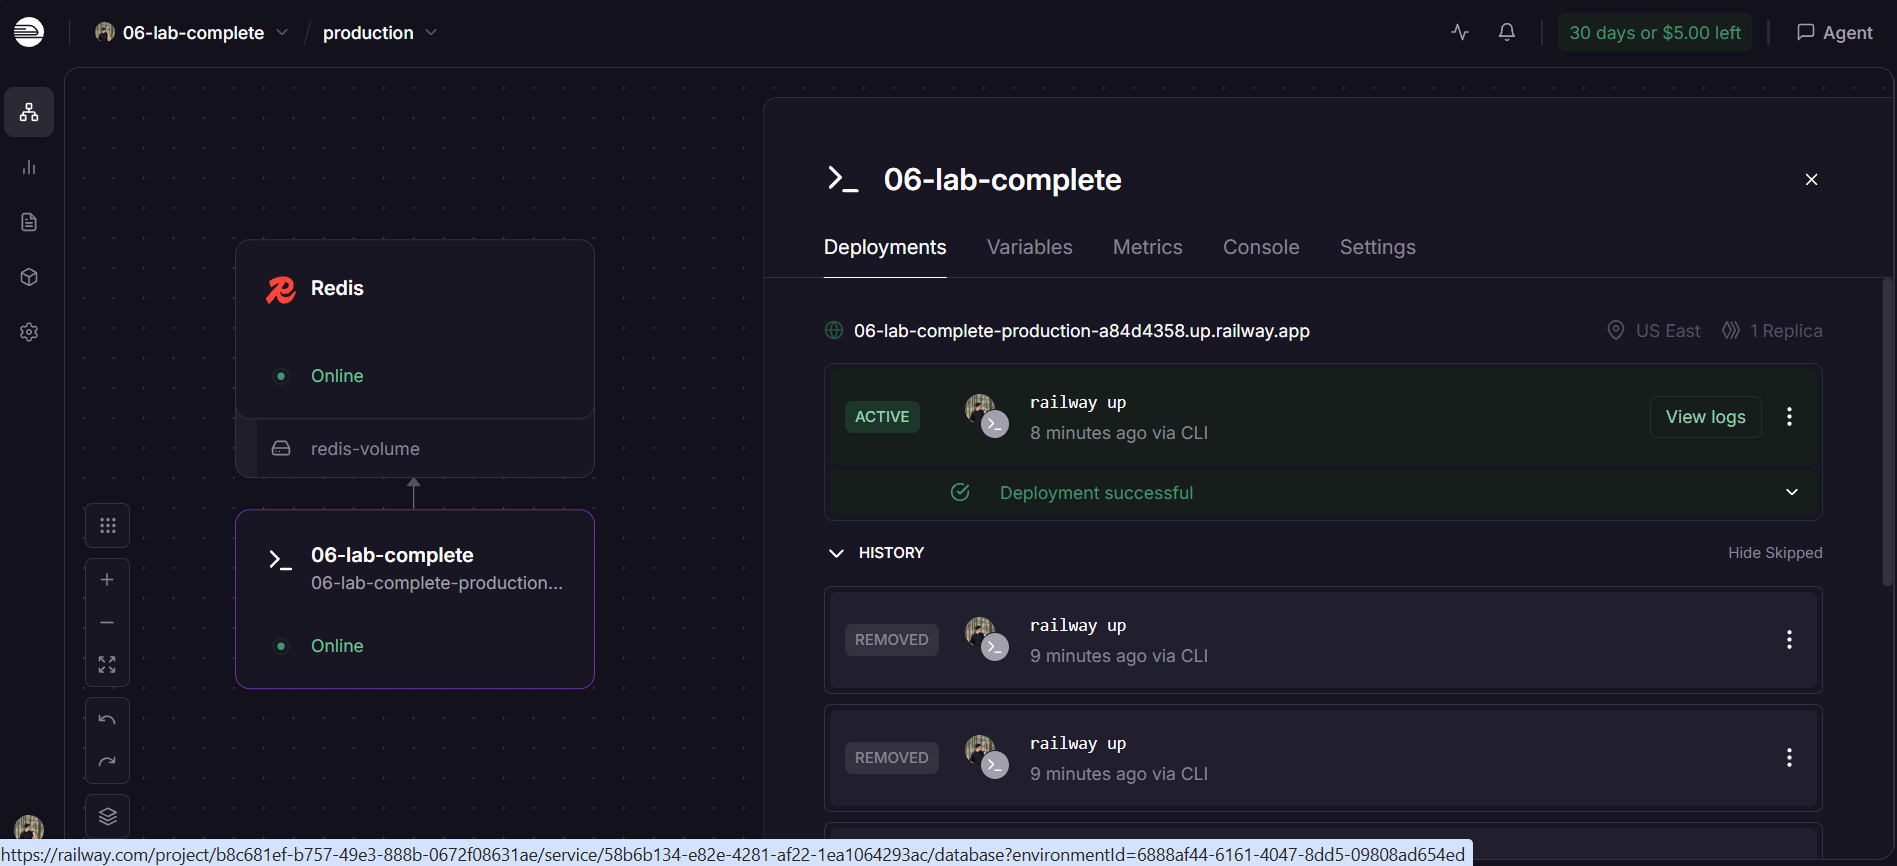 06-lab-complete / production
30 days or $5.00 left
Agent
Redis
Online
redis-volume
06-lab-complete
06-lab-complete-production...
Online
06-lab-complete
Deployments Variables Metrics Console Settings
06-lab-complete-production-a84d4358.up.railway.app
US East 1 Replica
ACTIVE
railway up
8 minutes ago via CLI
View logs
Deployment successful
HISTORY
Hide Skipped
REMOVED
railway up
9 minutes ago via CLI
REMOVED
railway up
9 minutes ago via CLI
https://railway.com/project/b8c681ef-b757-49e3-888b-0672f08631ae/service/58b6b134-e82e-4281-af22-1ea1064293ac/database?environmentId=6888af44-6161-4047-8dd5-09808ad654ed